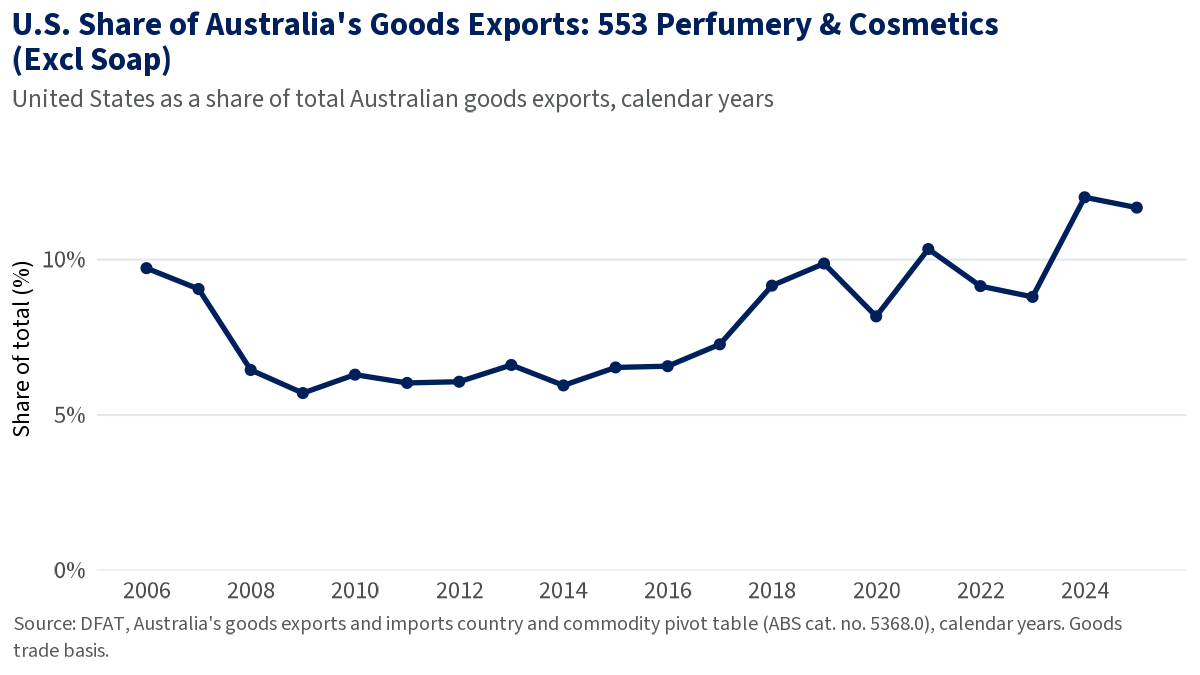 U.S. Share of Australia's Goods Exports: 553 Perfumery & Cosmetics
(Excl Soap)
United States as a share of total Australian goods exports, calendar years
Share of total (%)
10%
5%
0%
2006 2008 2010 2012 2014 2016 2018 2020 2022 2024
Source: DFAT, Australia's goods exports and imports country and commodity pivot table (ABS cat. no. 5368.0), calendar years. Goods
trade basis.